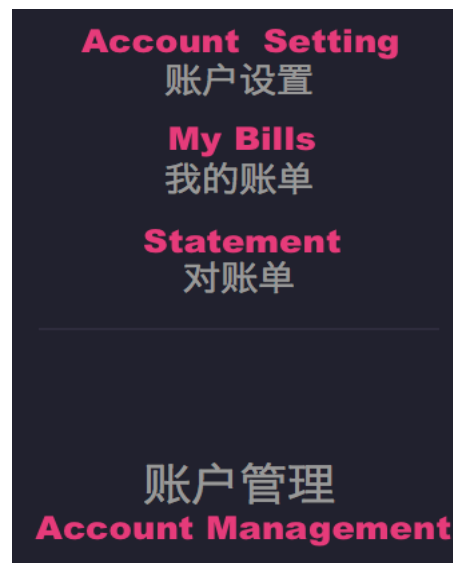 Account Setting
账户设置
My Bills
我的账单
Statement
对账单
账户管理
Account Management